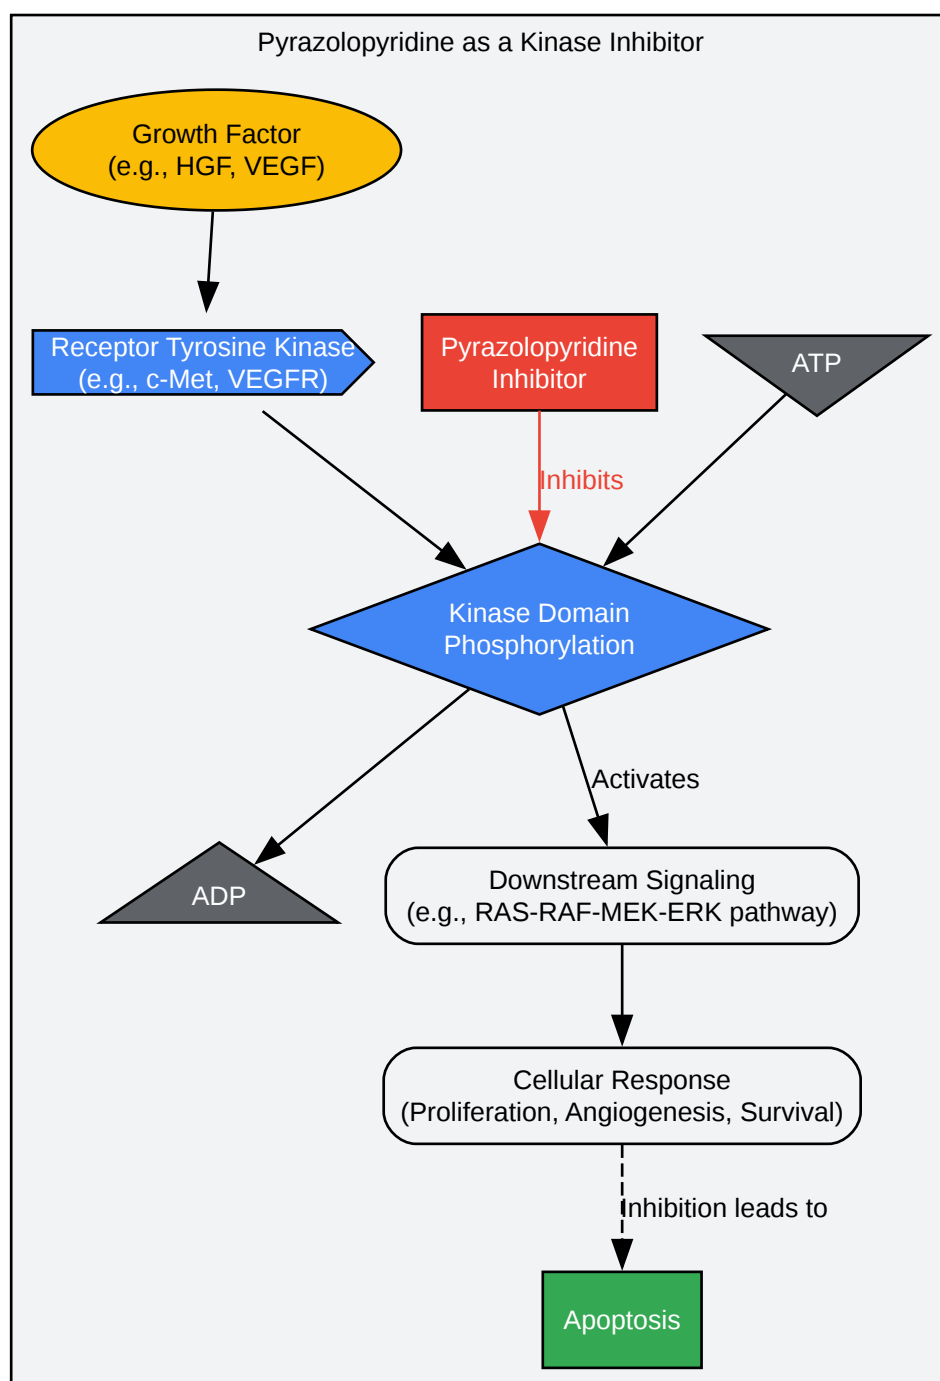 Pyrazolopyridine as a Kinase Inhibitor
Growth Factor
(e.g., HGF, VEGF)
Receptor Tyrosine Kinase
(e.g., c-Met, VEGFR)
Pyrazolopyridine
Inhibitor
ATP
Inhibits
Kinase Domain
Phosphorylation
Activates
ADP
Downstream Signaling
(e.g., RAS-RAF-MEK-ERK pathway)
Cellular Response
(Proliferation, Angiogenesis, Survival)
Inhibition leads to
Apoptosis